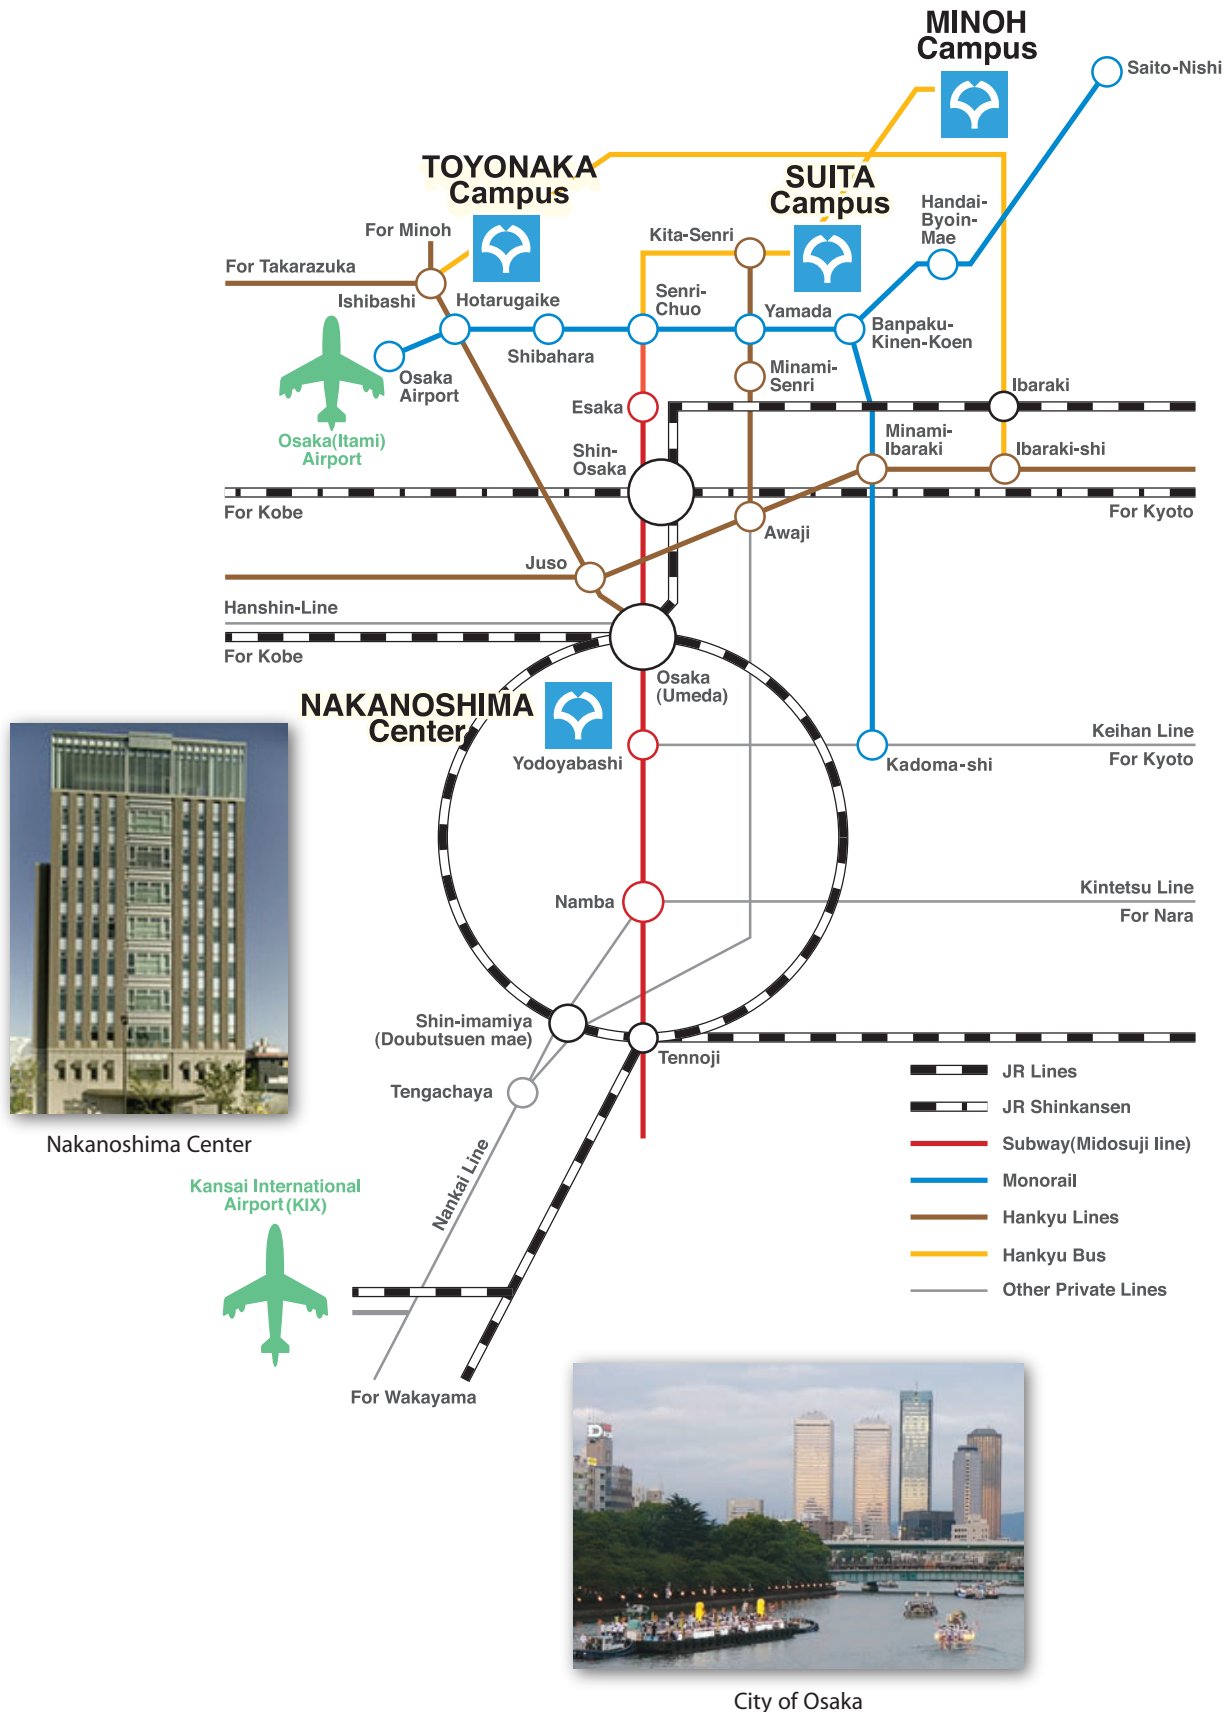 MINOH
Campus
Saito-Nishi
TOYONAKA
Campus
SUITA
Campus
Handai-
Byoin-
Mae
For Minoh
Kita-Senri
For Takarazuka
Ishibashi
Hotarugaike
Senri-
Chuo
Yamada
Banpaku-
Kinen-Koen
Shibahara
Osaka
Airport
Minami-
Senri
Ibaraki
Esaka
Osaka(Itami)
Airport
Shin-
Osaka
Minami-
Ibaraki
Ibaraki-shi
For Kobe
For Kyoto
Awaji
Juso
Hanshin-Line
For Kobe
Osaka
(Umeda)
NAKANOSHIMA
Center
Yodoyabashi
Keihan Line
For Kyoto
Kadoma-shi
Namba
Kintetsu Line
For Nara
Shin-imamiya
(Doubutsuen mae)
Tennoji
Tengachaya
JR Lines
JR Shinkansen
Subway(Midosuji line)
Monorail
Hankyu Lines
Hankyu Bus
Other Private Lines
Nakanoshima Center
Nankai Line
Kansai International
Airport (KIX)
For Wakayama
City of Osaka